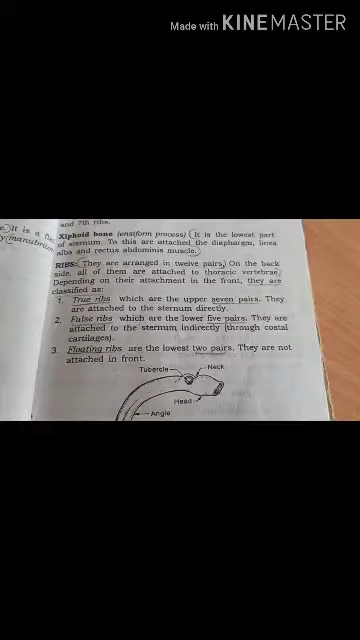 Made with KINEMASTER
and 7th ribs.
It is a fla
manubrium
Xiphoid bone (ensiform process) It is the lowest part
of sternum. To this are attached the diaphargm, linea
alba and rectus abdominis muscle.
RIBS: They are arranged in twelve pairs. On the back
side, all of them are attached to thoracic vertebrae.
Depending on their attachment in the front, they are
classified as:
1. True ribs which are the upper seven pairs. They
are attached to the sternum directly.
2. False ribs which are the lower five pairs. They are
attached to the sternum indirectly (through costal
cartilages).
3. Floating ribs are the lowest two pairs. They are not
attached in front.
Tubercle
Neck
Head
Angle